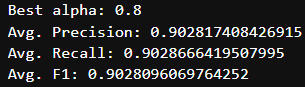 Best alpha: 0.8
Avg. Precision: 0.902817408426915
Avg. Recall: 0.9028666419507995
Avg. F1: 0.9028096069764252